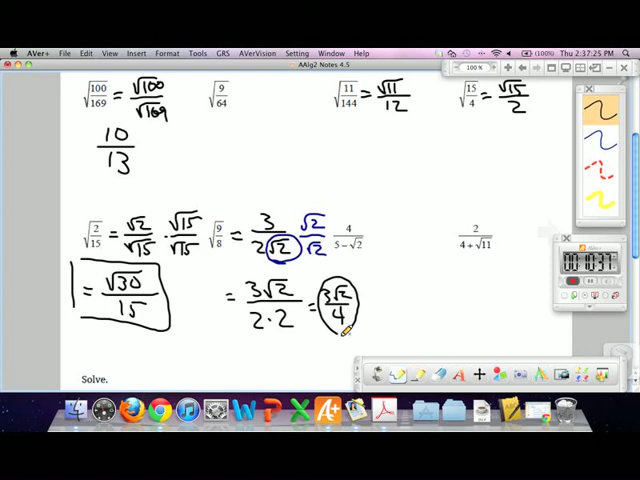 AVer+ File Edit View Insert Format Tools GRS AVerVision Setting Window Help (100%) Thu 2:37:25 PM
AAlg2 Notes 4.5
100 %
√100/169 = √100/√169 √9/64 √11/144 = √11/12 √15/4 = √15/2
10/13
√2/15 = √2/√15 · √15/√15 √9/8 = 3/2√2 √2/√2 4/5 − √2 2/4 + √11
= √30/15 = 3√2/2·2 = 3√2/4
00:10:37
Solve.